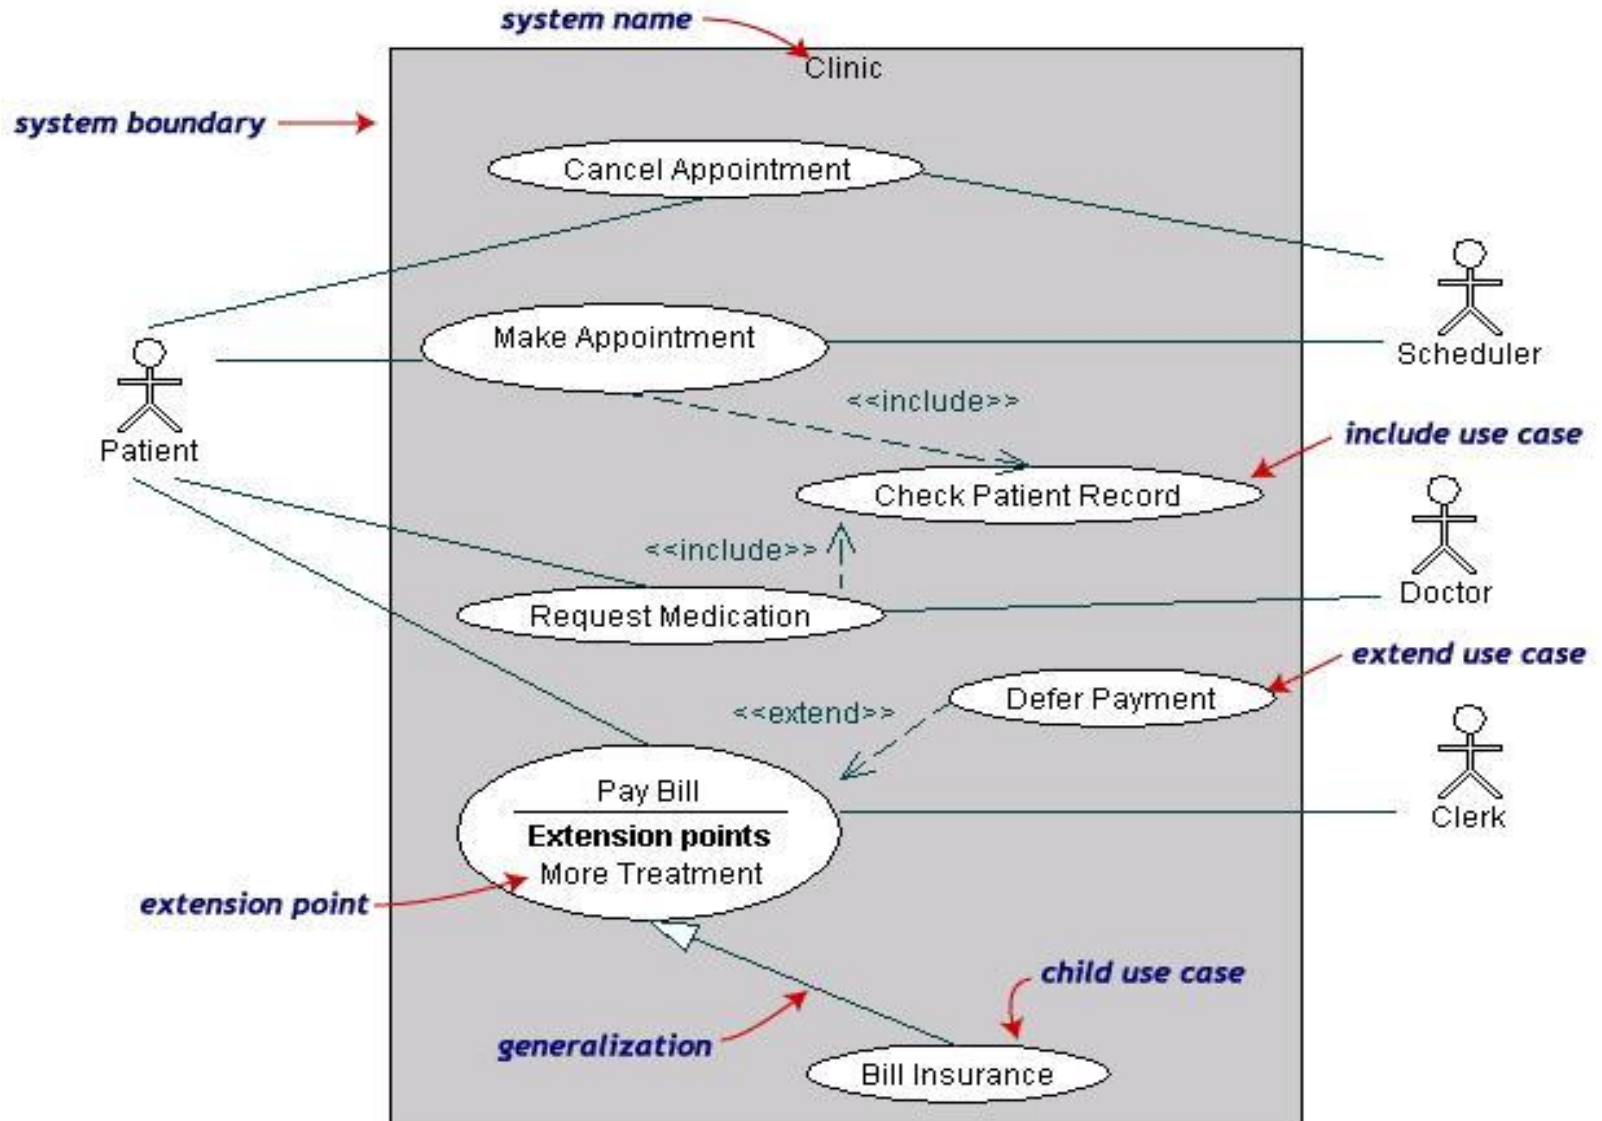 system name
Clinic
system boundary
Cancel Appointment
Make Appointment
Scheduler
<<include>>
Patient
include use case
Check Patient Record
<<include>>
Doctor
Request Medication
extend use case
Defer Payment
<<extend>>
Pay Bill
Clerk
Extension points
More Treatment
extension point
child use case
generalization
Bill Insurance